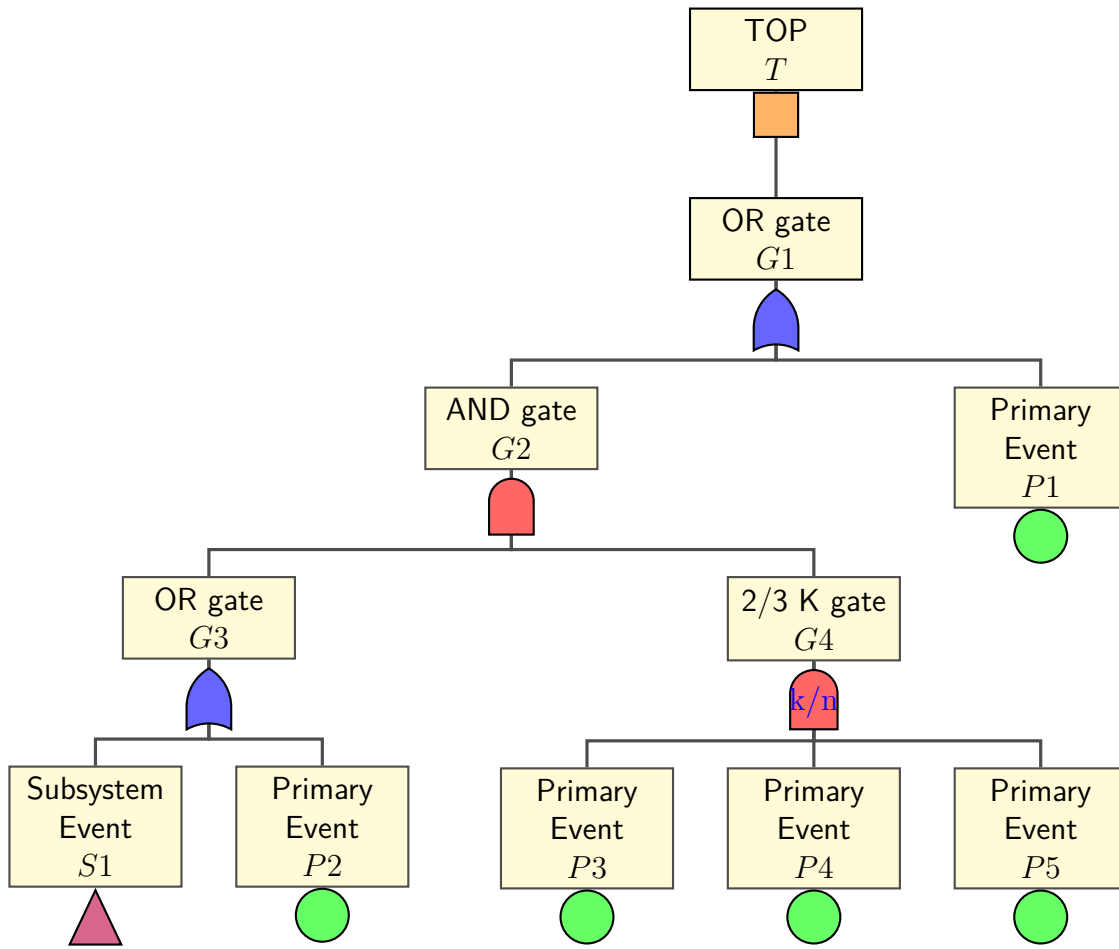 TOP
T
OR gate
G1
AND gate
G2
Primary
Event
P1
OR gate
G3
2/3 K gate
G4
k/n
Subsystem
Event
S1
Primary
Event
P2
Primary
Event
P3
Primary
Event
P4
Primary
Event
P5